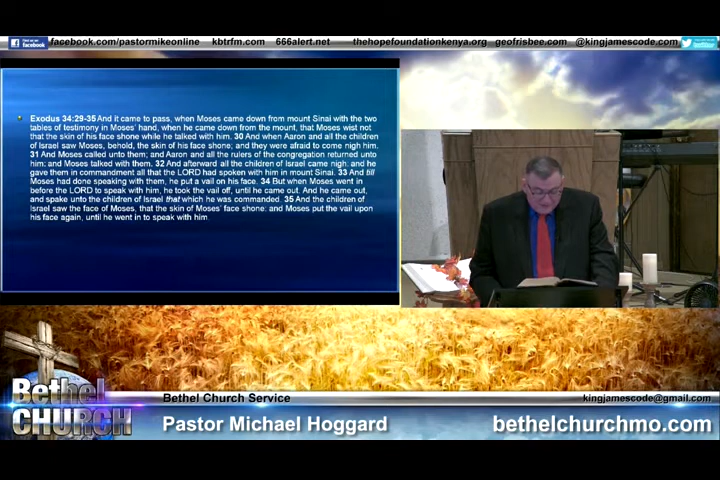 facebook.com/pastormikeonline kbtrfm.com 666alert.net thehopefoundationkenya.org geofrisbee.com @kingjamescode.com
Exodus 34:29-35 And it came to pass, when Moses came down from mount Sinai with the two
tables of testimony in Moses' hand, when he came down from the mount, that Moses wist not
that the skin of his face shone while he talked with him. 30 And when Aaron and all the children
of Israel saw Moses, behold, the skin of his face shone; and they were afraid to come nigh him.
31 And Moses called unto them; and Aaron and all the rulers of the congregation returned unto
him: and Moses talked with them. 32 And afterward all the children of Israel came nigh: and he
gave them in commandment all that the LORD had spoken with him in mount Sinai. 33 And till
Moses had done speaking with them, he put a vail on his face. 34 But when Moses went in
before the LORD to speak with him, he took the vail off, until he came out. And he came out,
and spake unto the children of Israel that which he was commanded. 35 And the children of
Israel saw the face of Moses, that the skin of Moses' face shone: and Moses put the vail upon
his face again, until he went in to speak with him
Bethel
CHURCH
Bethel Church Service kingjamescode@gmail.com
Pastor Michael Hoggard bethelchurchmo.com